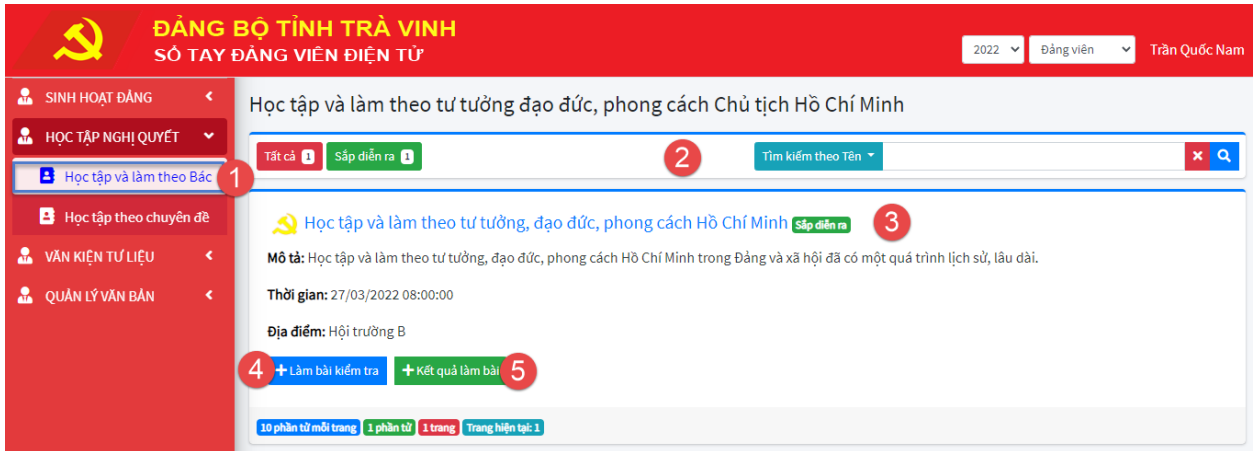 ĐẢNG BỘ TỈNH TRÀ VINH
SỔ TAY ĐẢNG VIÊN ĐIỆN TỬ
2022 Đảng viên Trần Quốc Nam
SINH HOẠT ĐẢNG
HỌC TẬP NGHỊ QUYẾT
Học tập và làm theo Bác 1
Học tập theo chuyên đề
VĂN KIỆN TƯ LIỆU
QUẢN LÝ VĂN BẢN
Học tập và làm theo tư tưởng đạo đức, phong cách Chủ tịch Hồ Chí Minh
Tất cả 1 Sắp diễn ra 1 2 Tìm kiếm theo Tên
Học tập và làm theo tư tưởng, đạo đức, phong cách Hồ Chí Minh Sắp diễn ra 3
Mô tả: Học tập và làm theo tư tưởng, đạo đức, phong cách Hồ Chí Minh trong Đảng và xã hội đã có một quá trình lịch sử, lâu dài.
Thời gian: 27/03/2022 08:00:00
Địa điểm: Hội trường B
4 Làm bài kiểm tra Kết quả làm bài 5
10 phần tử mỗi trang 1 phần tử 1 trang Trang hiện tại: 1